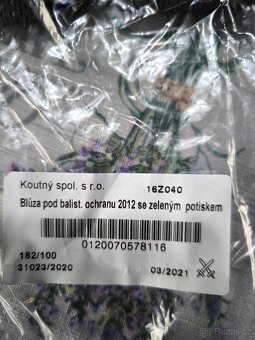 Koutný spol. s r.o. 16Z040
Blůza pod balist. ochranu 2012 se zeleným potiskem
0120070578116
182/100
31023/2020 03/2021